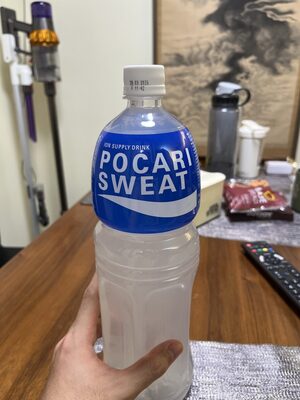 ION SUPPLY DRINK
POCARI
SWEAT